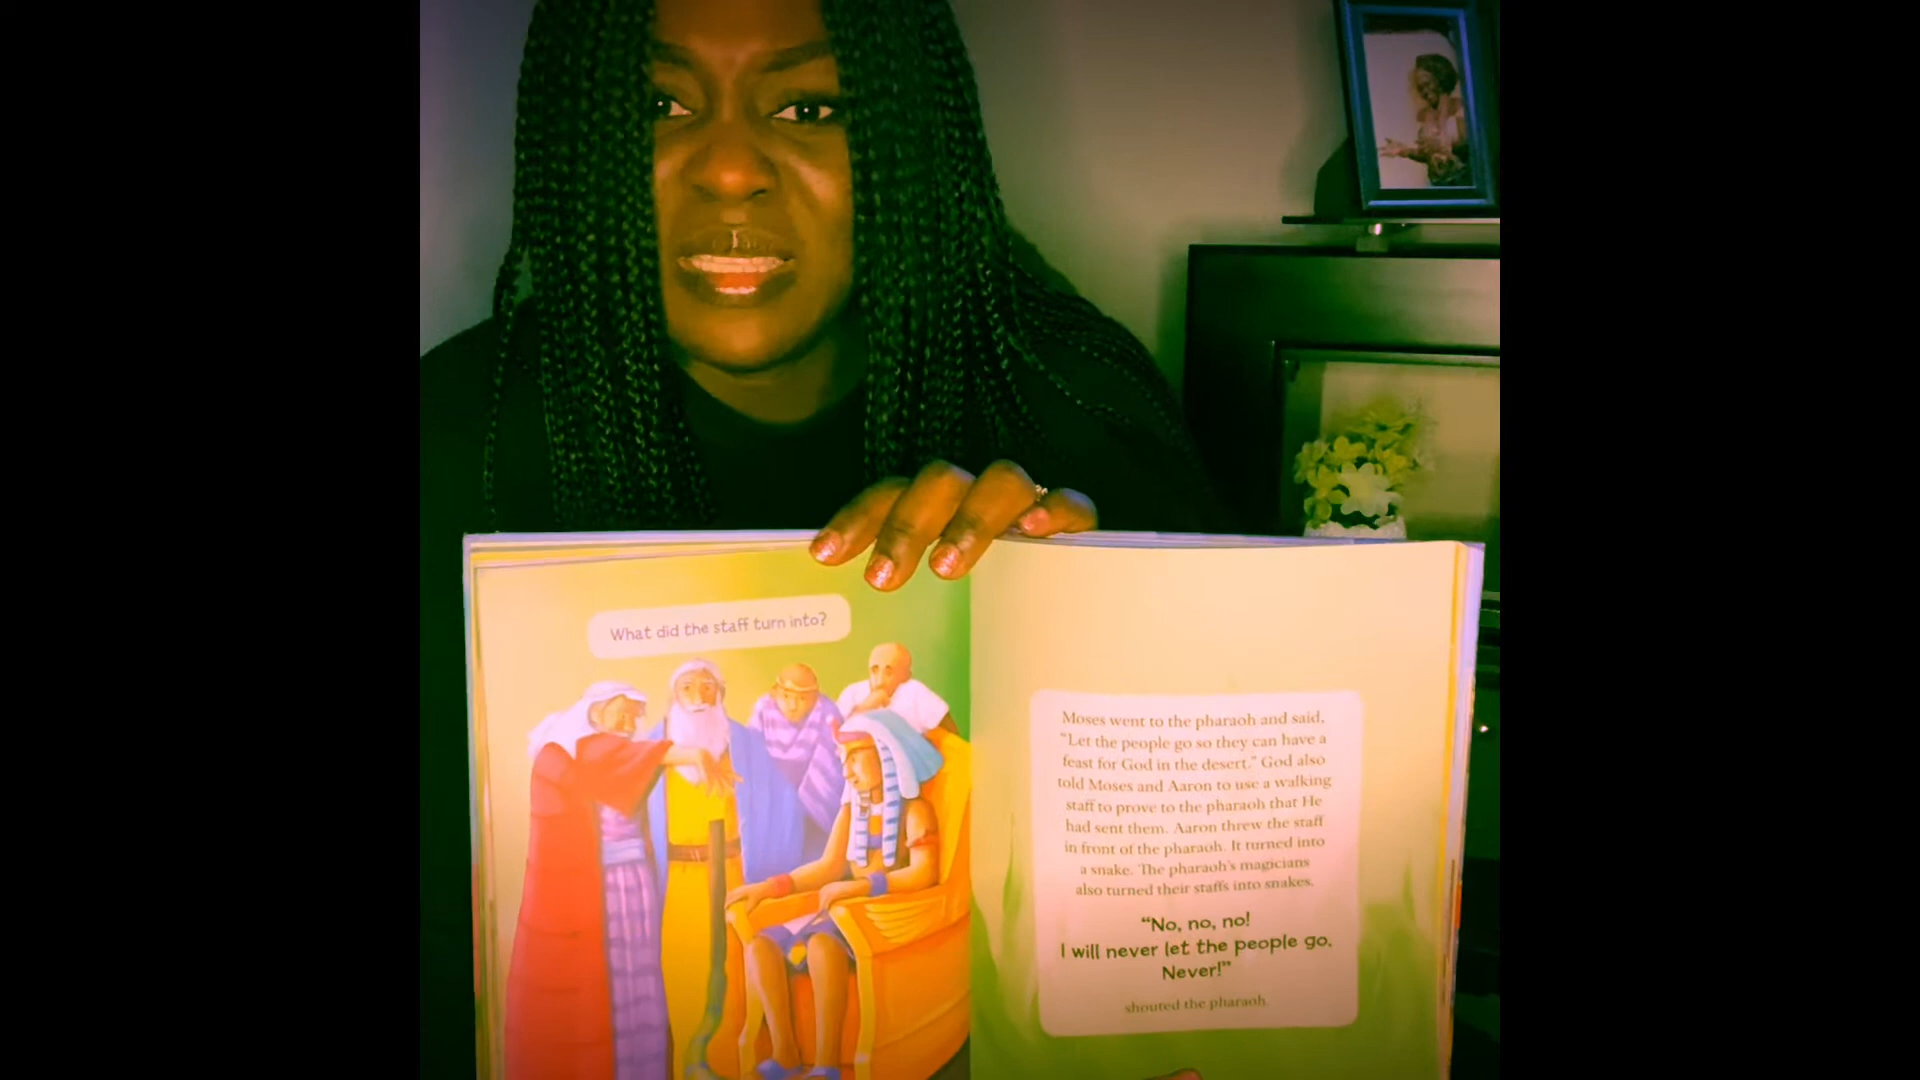 What did the staff turn into?
Moses went to the pharaoh and said,
"Let the people go so they can have a
feast for God in the desert." God also
told Moses and Aaron to use a walking
staff to prove to the pharaoh that He
had sent them. Aaron threw the staff
in front of the pharaoh. It turned into
a snake. The pharaoh's magicians
also turned their staffs into snakes.
"No, no, no!
I will never let the people go.
Never!"
shouted the pharaoh.